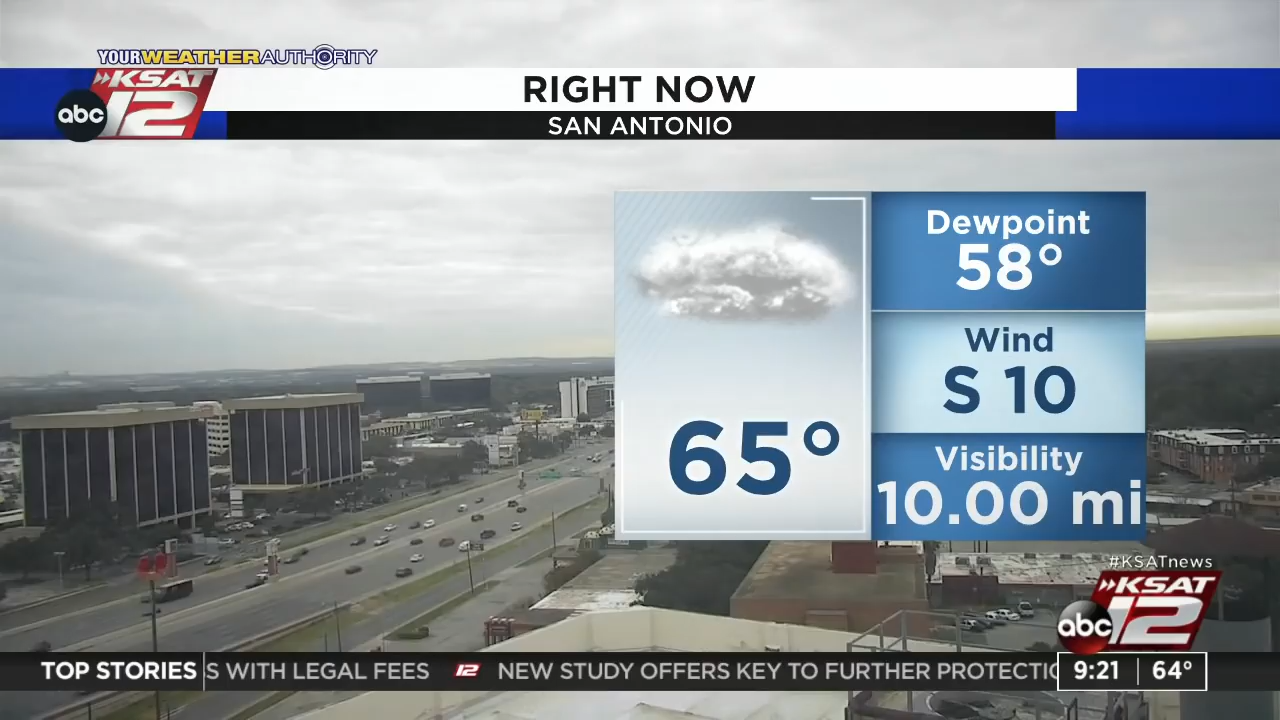 YOURWEATHERAUTHORITY
KSAT
abc 12
RIGHT NOW
SAN ANTONIO
Dewpoint
58°
Wind
S 10
65°
Visibility
10.00 mi
#KSATnews
KSAT
abc 12
TOP STORIES S WITH LEGAL FEES 12 NEW STUDY OFFERS KEY TO FURTHER PROTECTIO 9:21 64°